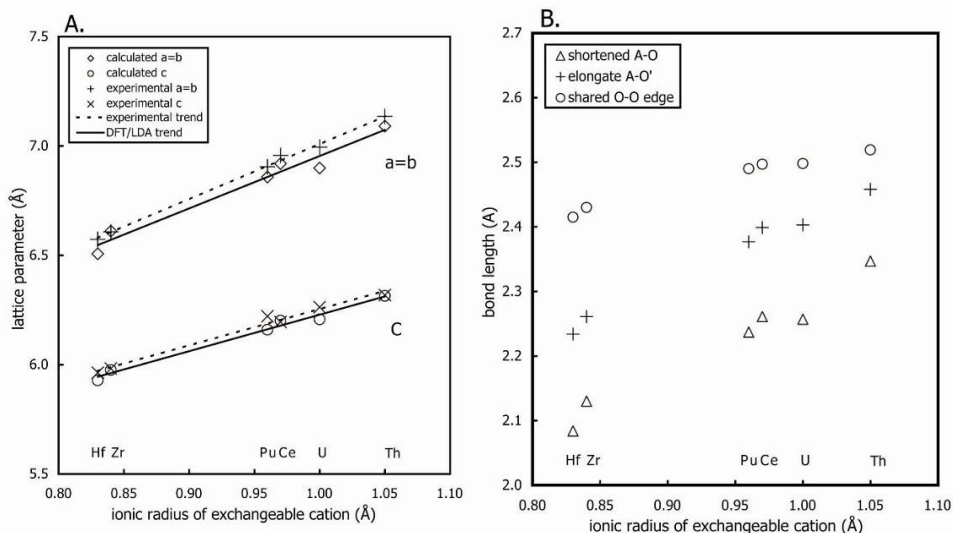 A.
7.5
calculated a=b
calculated c
experimental a=b
experimental c
experimental trend
DFT/LDA trend
a=b
7.0
lattice parameter (Å)
6.5
C
6.0
Hf Zr Pu Ce U Th
5.5
0.80 0.85 0.90 0.95 1.00 1.05 1.10
ionic radius of exchangeable cation (Å)
B.
2.7
shortened A-O
elongate A-O'
shared O-O edge
2.6
2.5
2.4
bond length (A)
2.3
2.2
2.1
Hf Zr Pu Ce U Th
2.0
0.80 0.85 0.90 0.95 1.00 1.05 1.10
ionic radius of exchangeable cation (Å)